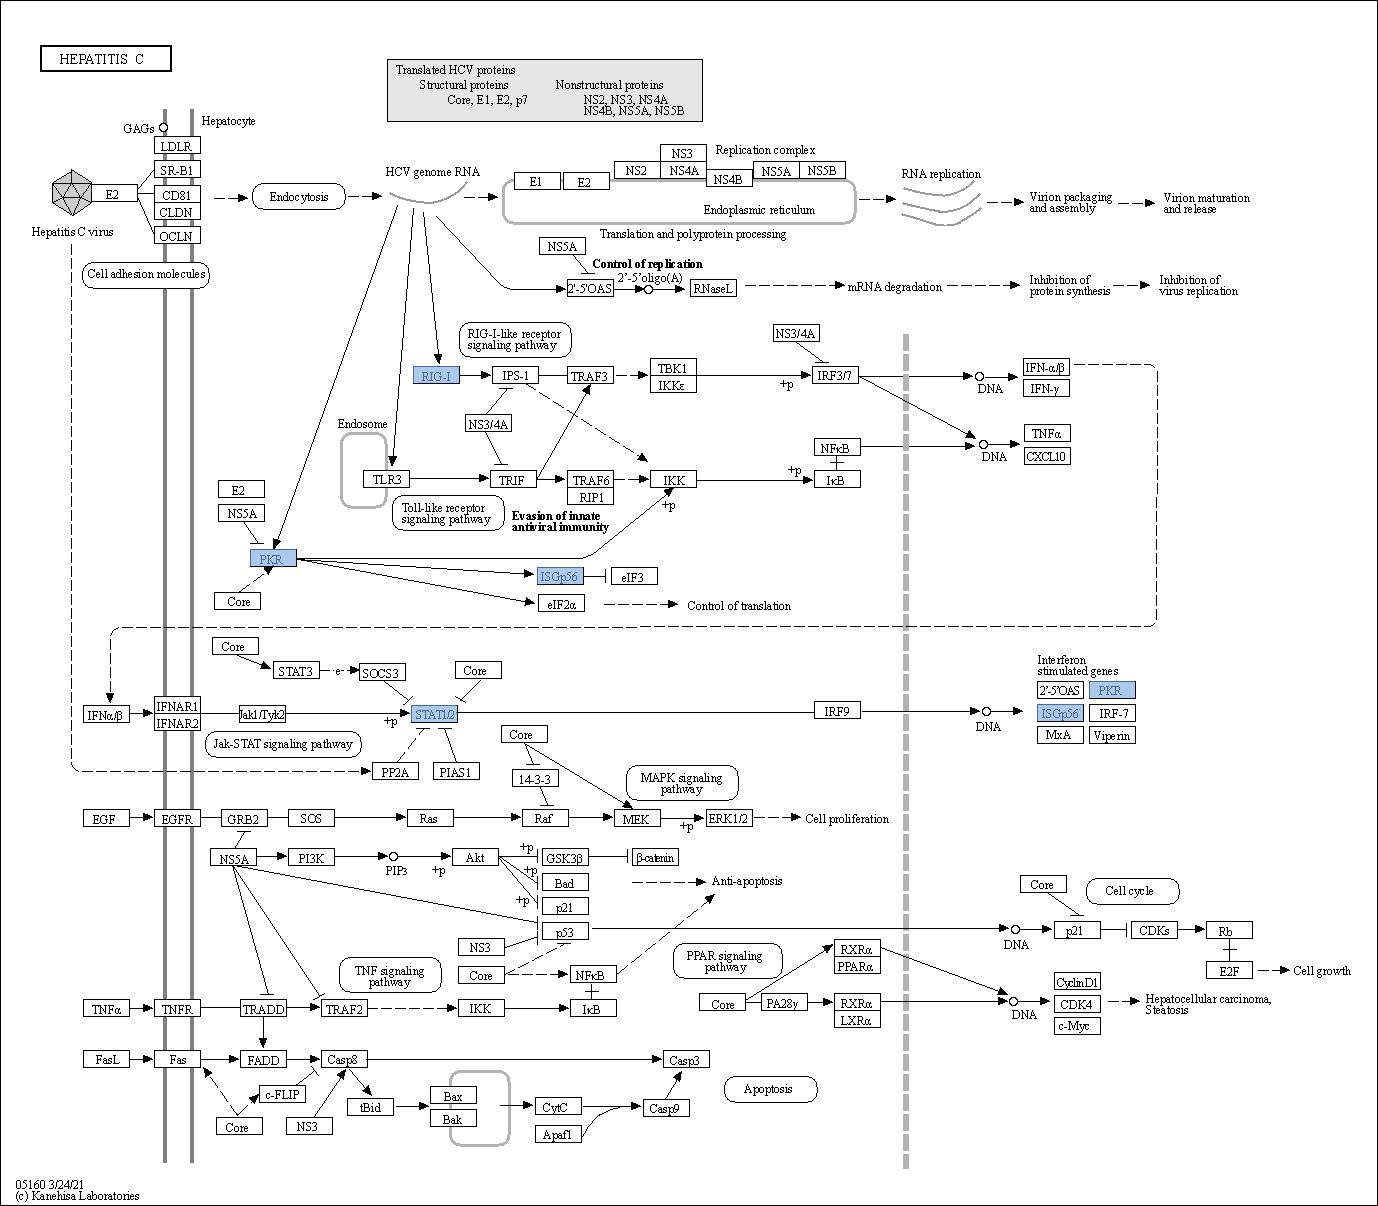 HEPATITIS C
Translated HCV proteins
Structural proteins
Nonstructural proteins
Core, E1, E2, p7
NS2, NS3, NS4A
NS4B, NS5A, NS5B
GAGs
Hepatocyte
LDLR
SR-B1
E2
CD81
CLDN
OCLN
Hepatitis C virus
Cell adhesion molecules
Endocytosis
HCV genome RNA
E1
E2
NS2
NS3
NS4A
NS4B
NS5A
NS5B
Replication complex
Endoplasmic reticulum
Translation and polyprotein processing
RNA replication
Virion packaging
and assembly
Virion maturation
and release
NS5A
Control of replication
2'-5'OAS
2'-5'oligo(A)
RNaseL
mRNA degradation
Inhibition of
protein synthesis
Inhibition of
virus replication
RIG-I-like receptor
signaling pathway
NS3/4A
RIG-I
IPS-1
TRAF3
TBK1
IKKε
+p
IRF3/7
DNA
IFN-α/β
IFN-γ
NS3/4A
Endosome
TLR3
TRIF
TRAF6
RIP1
IKK
+p
+p
NFκB
IκB
DNA
TNFα
CXCL10
Toll-like receptor
signaling pathway
Evasion of innate
antiviral immunity
E2
NS5A
PKR
Core
ISGp56
eIF3
eIF2α
Control of translation
Core
STAT3
e
SOCS3
Core
IFNα/β
IFNAR1
IFNAR2
Jak1/Tyk2
+p
STAT1/2
IRF9
DNA
Interferon
stimulated genes
2'-5'OAS
PKR
ISGp56
IRF-7
MxA
Viperin
Jak-STAT signaling pathway
PP2A
PIAS1
Core
14-3-3
MAPK signaling
pathway
EGF
EGFR
GRB2
SOS
Ras
Raf
MEK
+p
ERK1/2
Cell proliferation
NS5A
PI3K
PIP3
+p
Akt
+p
GSK3β
β-catenin
+p
Bad
Anti-apoptosis
+p
p21
p53
NS3
Core
NFκB
Core
Cell cycle
DNA
p21
CDKs
Rb
E2F
Cell growth
TNF signaling
pathway
TNFα
TNFR
TRADD
TRAF2
IKK
IκB
PPAR signaling
pathway
Core
PA28γ
RXRα
PPARα
RXRα
LXRα
DNA
CyclinD1
CDK4
c-Myc
Hepatocellular carcinoma,
Steatosis
FasL
Fas
FADD
Casp8
Casp3
c-FLIP
Core
NS3
tBid
Bax
Bak
CytC
Apaf1
Casp9
Apoptosis
05160 3/24/21
(c) Kanehisa Laboratories